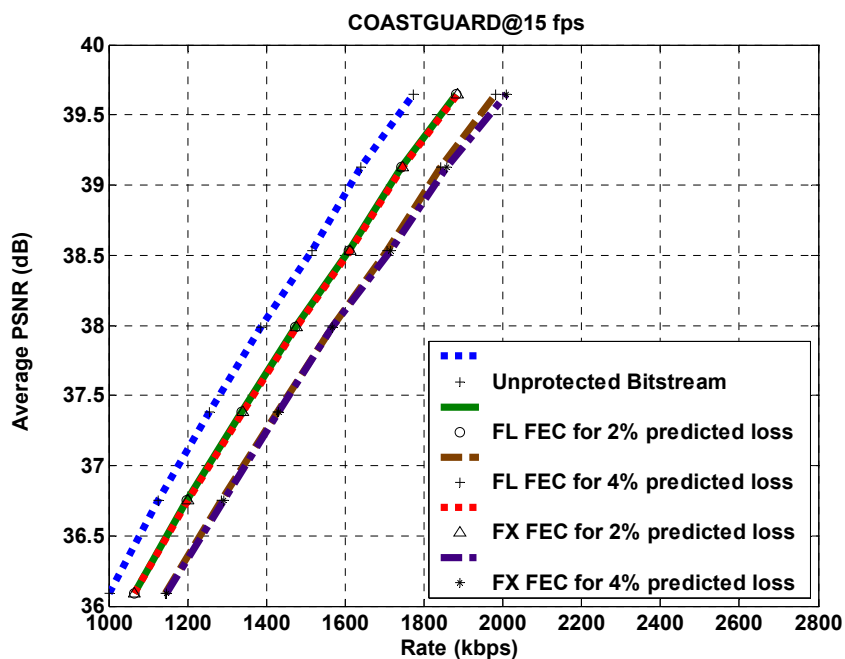 COASTGUARD@15 fps
40
39.5
39
38.5
38
37.5
37
36.5
36
Average PSNR (dB)
Unprotected Bitstream
FL FEC for 2% predicted loss
FL FEC for 4% predicted loss
FX FEC for 2% predicted loss
FX FEC for 4% predicted loss
1000 1200 1400 1600 1800 2000 2200 2400 2600 2800
Rate (kbps)